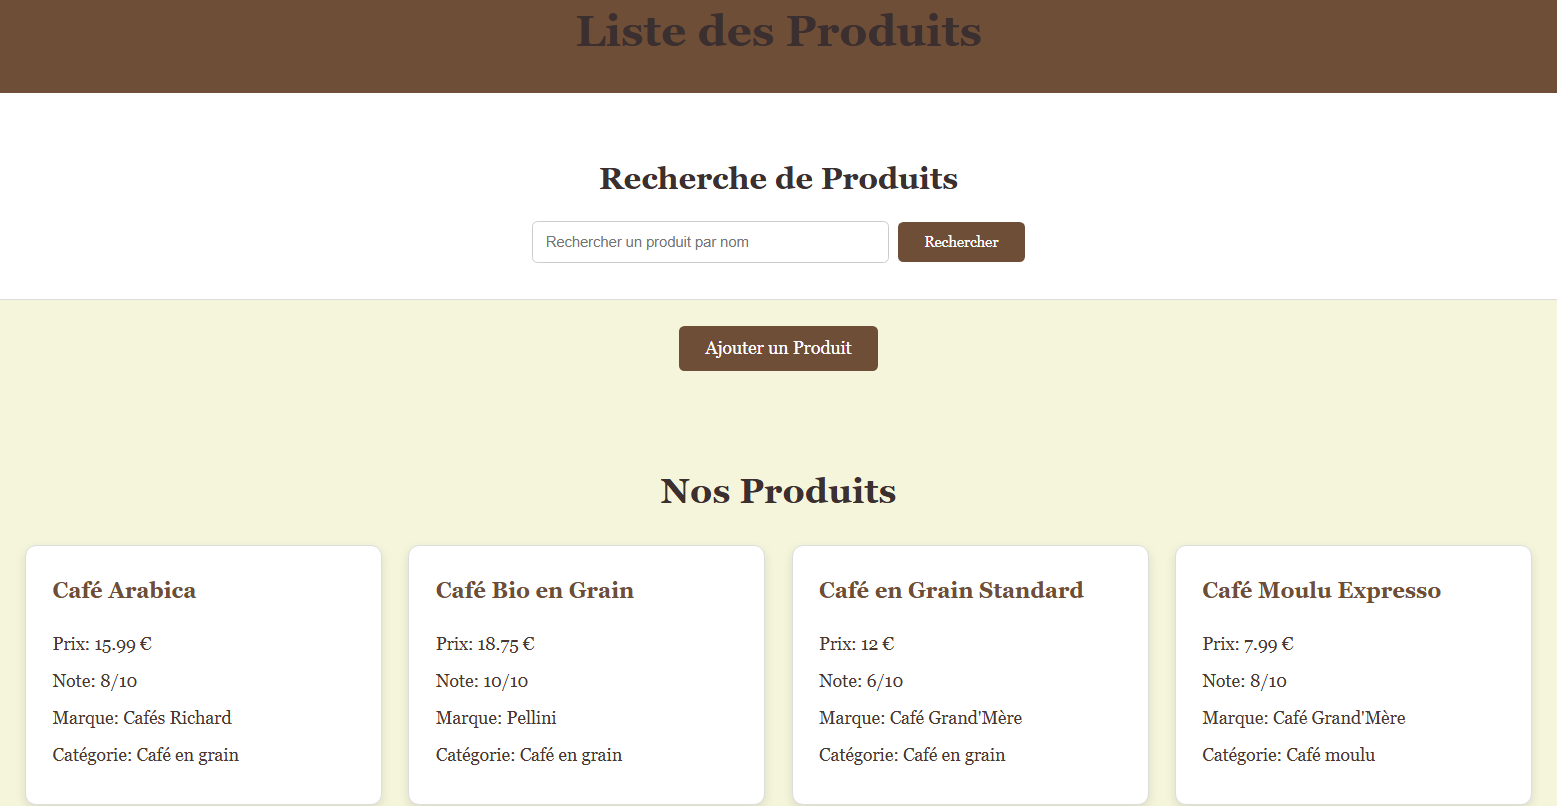 Liste des Produits
Recherche de Produits
Rechercher un produit par nom
Rechercher
Ajouter un Produit
Nos Produits
Café Arabica
Prix: 15.99 €
Note: 8/10
Marque: Cafés Richard
Catégorie: Café en grain
Café Bio en Grain
Prix: 18.75 €
Note: 10/10
Marque: Pellini
Catégorie: Café en grain
Café en Grain Standard
Prix: 12 €
Note: 6/10
Marque: Café Grand'Mère
Catégorie: Café en grain
Café Moulu Expresso
Prix: 7.99 €
Note: 8/10
Marque: Café Grand'Mère
Catégorie: Café moulu